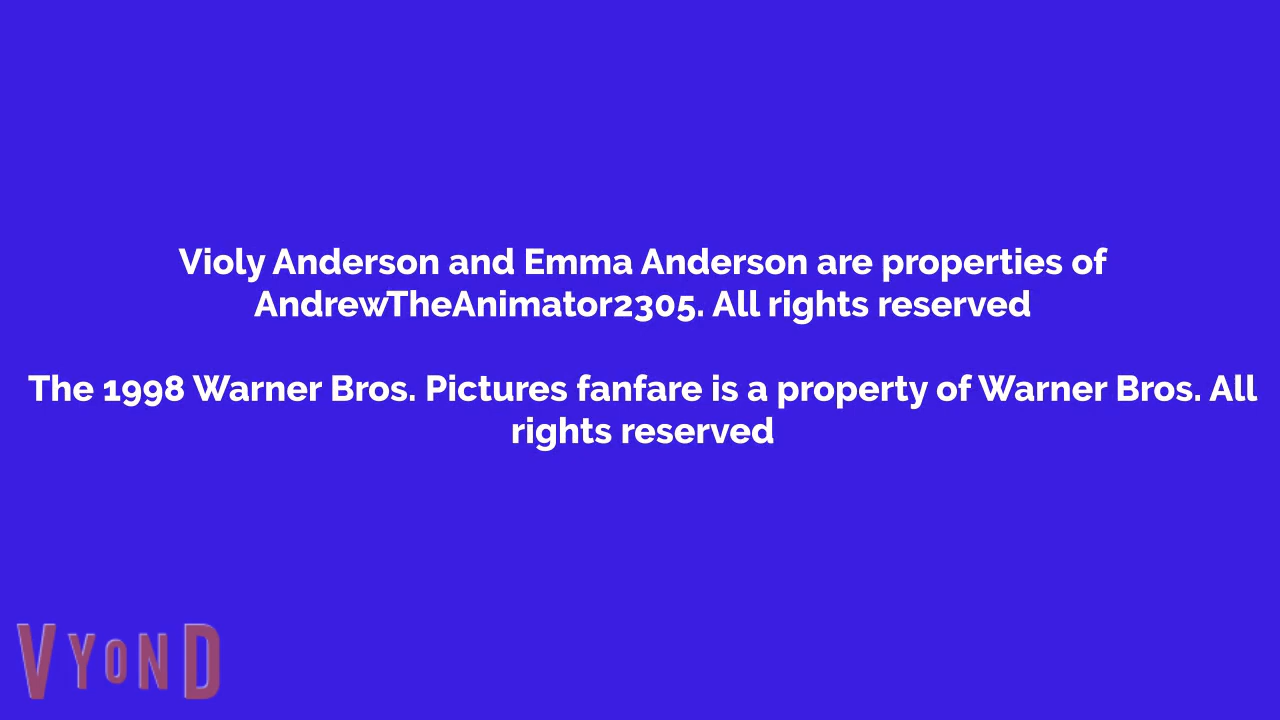 Violy Anderson and Emma Anderson are properties of
AndrewTheAnimator2305. All rights reserved
The 1998 Warner Bros. Pictures fanfare is a property of Warner Bros. All
rights reserved
VYOND